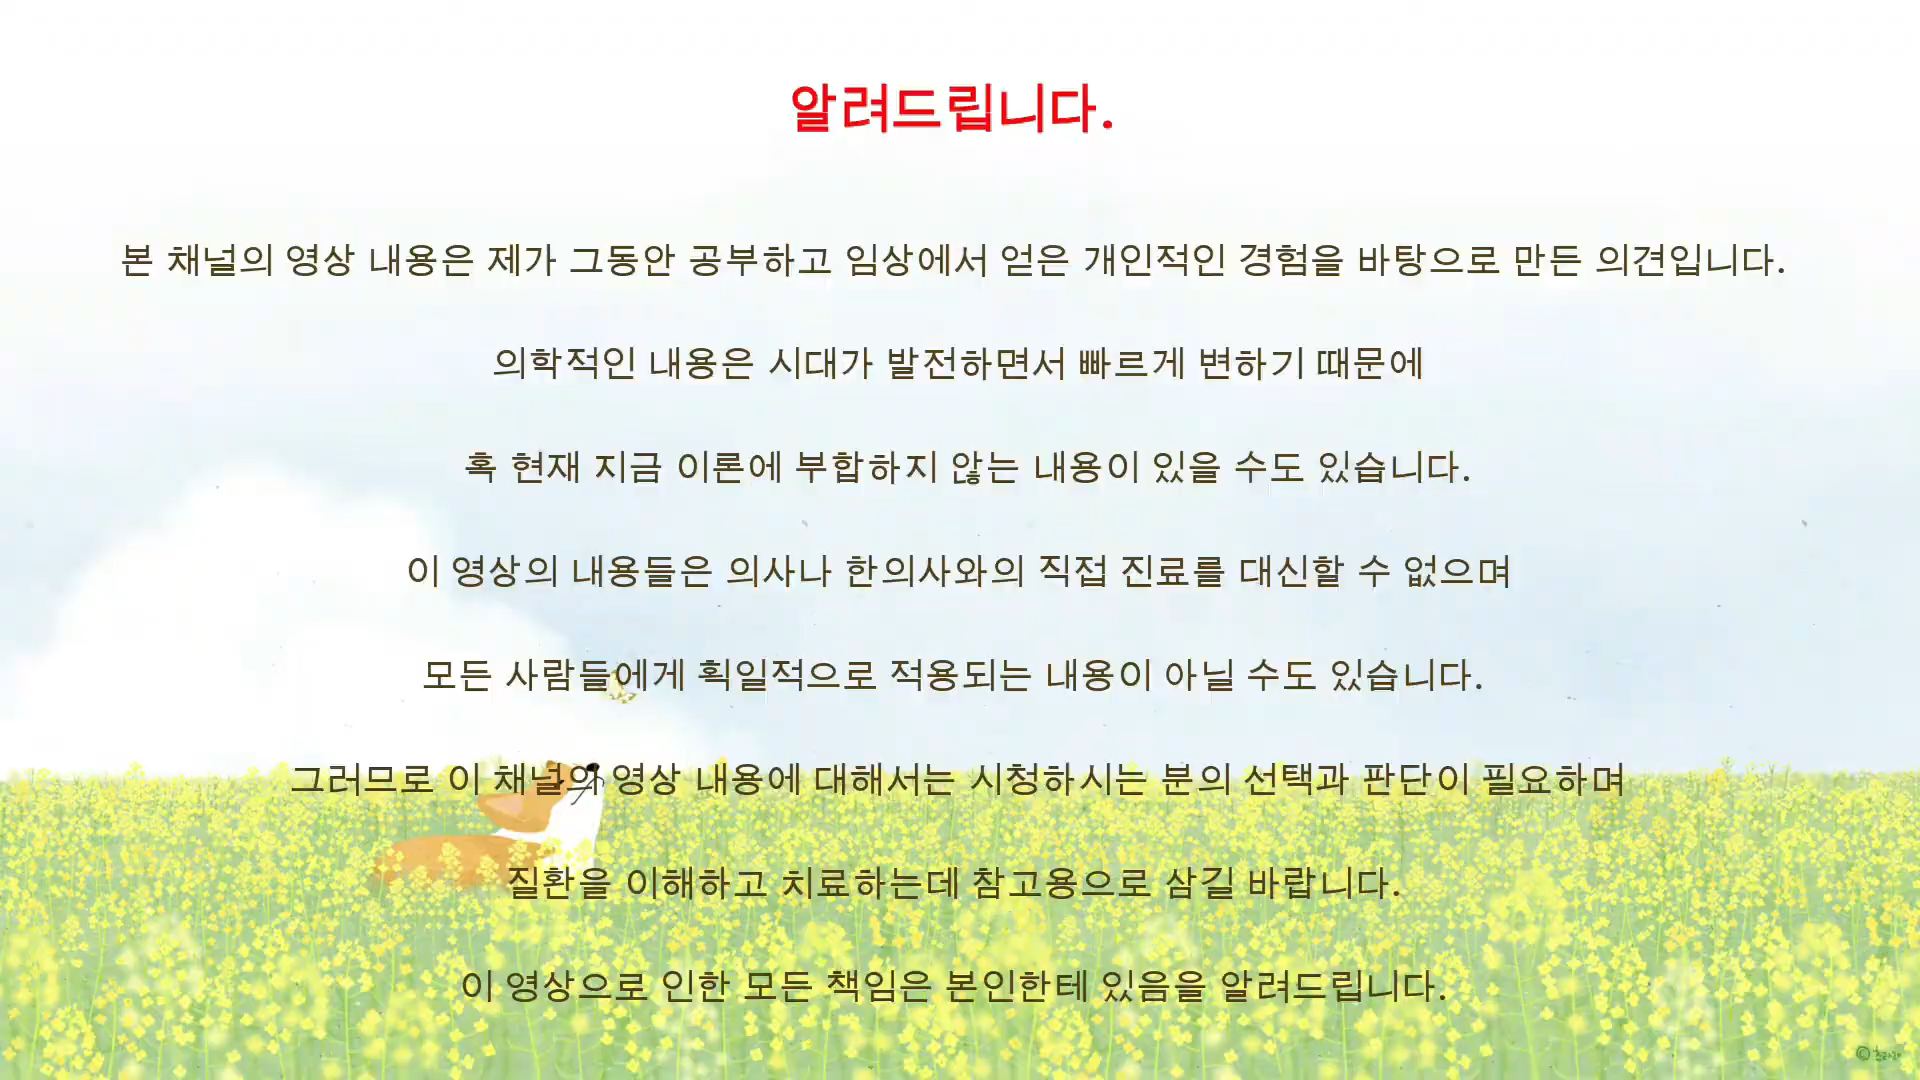 알려드립니다.
본 채널의 영상 내용은 제가 그동안 공부하고 임상에서 얻은 개인적인 경험을 바탕으로 만든 의견입니다.
의학적인 내용은 시대가 발전하면서 빠르게 변하기 때문에
혹 현재 지금 이론에 부합하지 않는 내용이 있을 수도 있습니다.
이 영상의 내용들은 의사나 한의사와의 직접 진료를 대신할 수 없으며
모든 사람들에게 획일적으로 적용되는 내용이 아닐 수도 있습니다.
그러므로 이 채널의 영상 내용에 대해서는 시청하시는 분의 선택과 판단이 필요하며
질환을 이해하고 치료하는데 참고용으로 삼길 바랍니다.
이 영상으로 인한 모든 책임은 본인한테 있음을 알려드립니다.